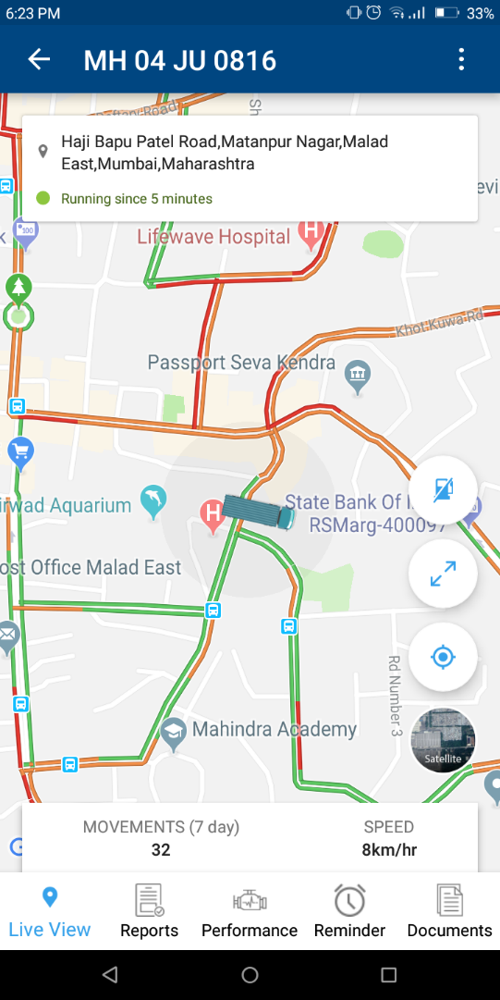 6:23 PM
33%
MH 04 JU 0816
Haji Bapu Patel Road,Matanpur Nagar,Malad
East,Mumbai,Maharashtra
Running since 5 minutes
Lifewave Hospital
Khot Kuwa Rd
Passport Seva Kendra
irwad Aquarium
State Bank Of
RSMarg-400097
ost Office Malad East
Rd Number 3
Mahindra Academy
Satellite
MOVEMENTS (7 day)
32
SPEED
8km/hr
Live View
Reports
Performance
Reminder
Documents